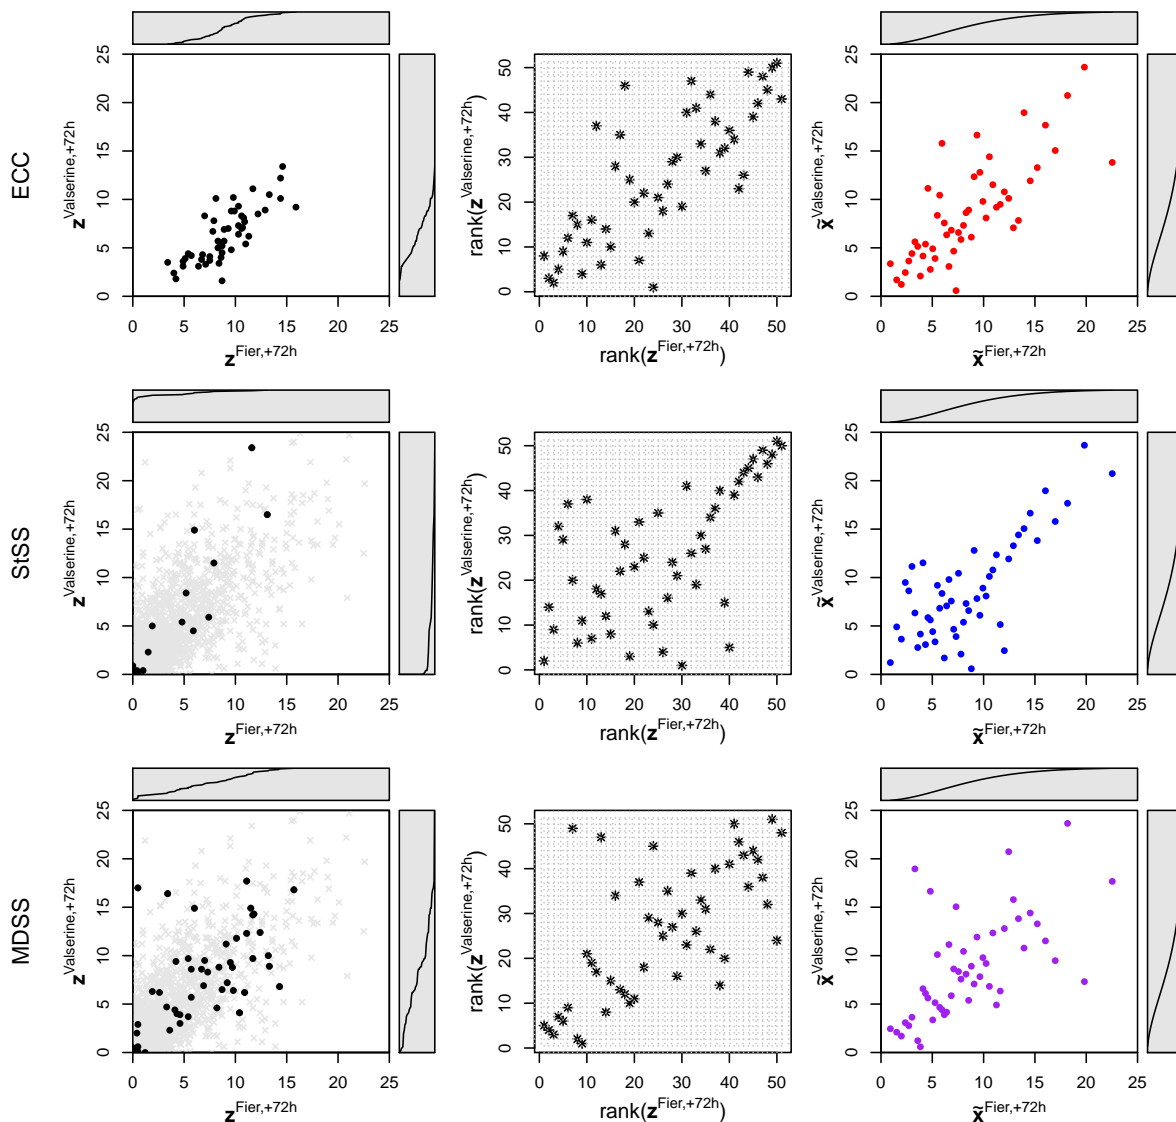 ECC
z^Valserine,+72h
0 5 10 15 20 25
0 5 10 15 20 25
z^Fier,+72h
rank(z^Valserine,+72h)
0 10 20 30 40 50
0 10 20 30 40 50
rank(z^Fier,+72h)
x̃^Valserine,+72h
0 5 10 15 20 25
0 5 10 15 20 25
x̃^Fier,+72h
StSS
z^Valserine,+72h
0 5 10 15 20 25
0 5 10 15 20 25
z^Fier,+72h
rank(z^Valserine,+72h)
0 10 20 30 40 50
0 10 20 30 40 50
rank(z^Fier,+72h)
x̃^Valserine,+72h
0 5 10 15 20 25
0 5 10 15 20 25
x̃^Fier,+72h
MDSS
z^Valserine,+72h
0 5 10 15 20 25
0 5 10 15 20 25
z^Fier,+72h
rank(z^Valserine,+72h)
0 10 20 30 40 50
0 10 20 30 40 50
rank(z^Fier,+72h)
x̃^Valserine,+72h
0 5 10 15 20 25
0 5 10 15 20 25
x̃^Fier,+72h